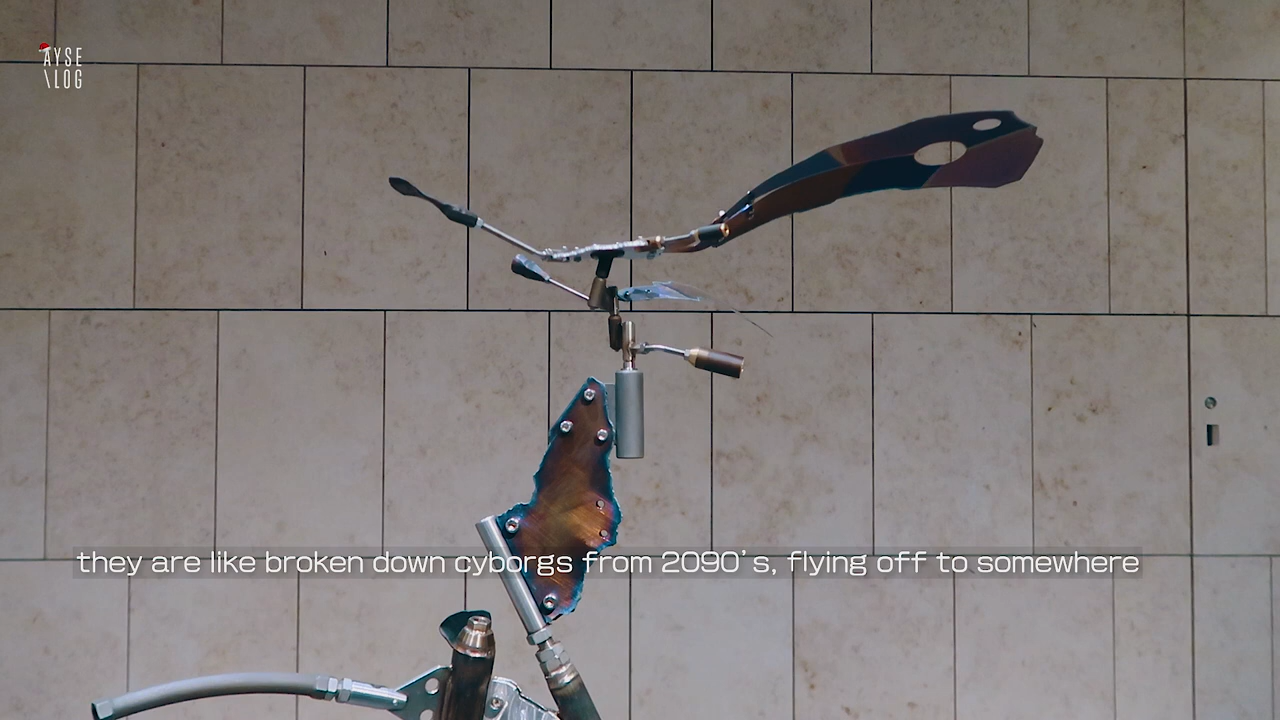 AYSE
\LOG
they are like broken down cyborgs from 2090's, flying off to somewhere